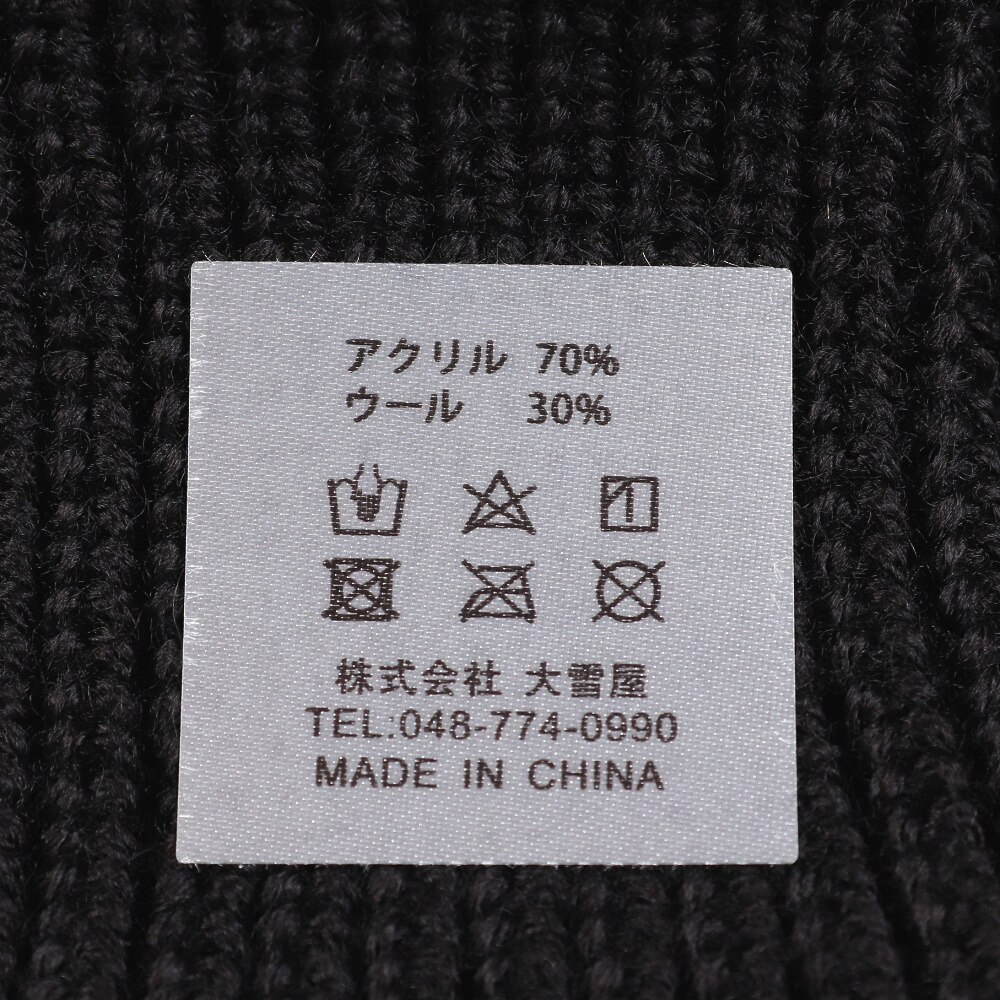 アクリル 70%
ウール 30%
株式会社 大雪屋
TEL:048-774-0990
MADE IN CHINA